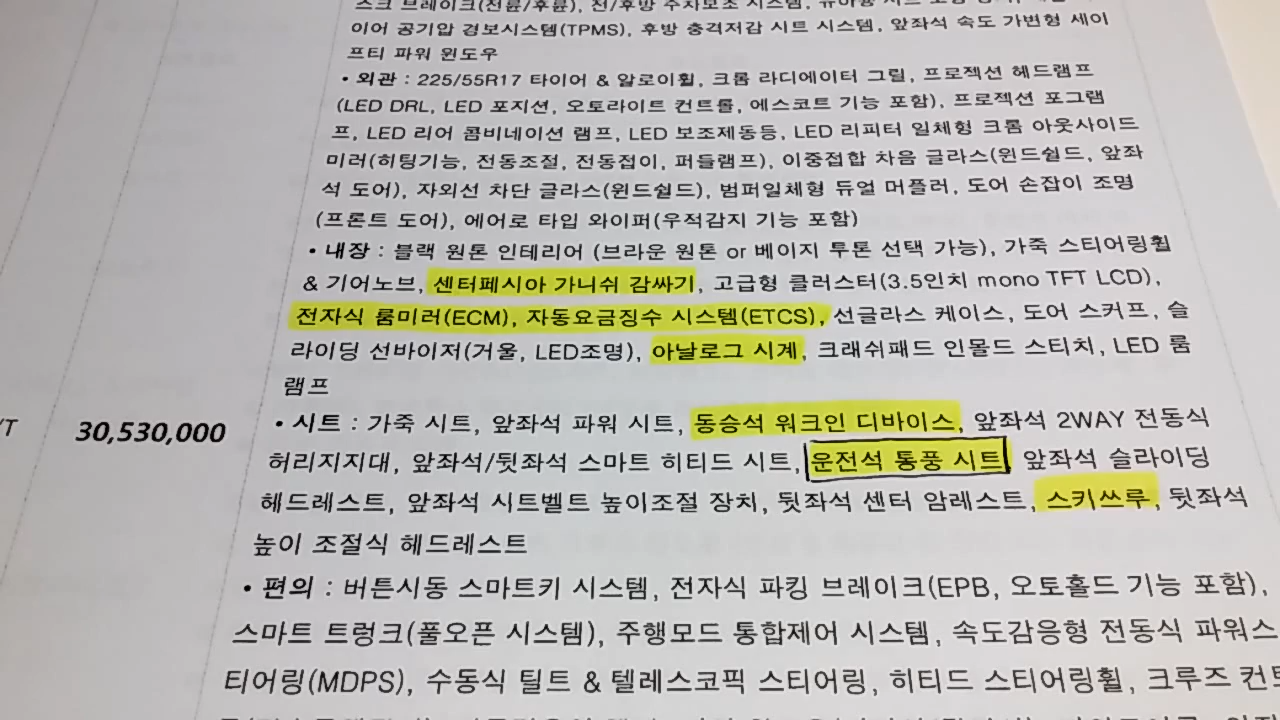 스크 브레이크(전륜/후륜), 전/후방 주차보조 시스템,
이어 공기압 경보시스템(TPMS), 후방 충격저감 시트 시스템, 앞좌석 속도 가변형 세이
프티 파워 윈도우
• 외관 : 225/55R17 타이어 & 알로이휠, 크롬 라디에이터 그릴, 프로젝션 헤드램프
(LED DRL, LED 포지션, 오토라이트 컨트롤, 에스코트 기능 포함), 프로젝션 포그램
프, LED 리어 콤비네이션 램프, LED 보조제동등, LED 리피터 일체형 크롬 아웃사이드
미러(히팅기능, 전동조절, 전동접이, 퍼들램프), 이중접합 차음 글라스(윈드쉴드, 앞좌
석 도어), 자외선 차단 글라스(윈드쉴드), 범퍼일체형 듀얼 머플러, 도어 손잡이 조명
(프론트 도어), 에어로 타입 와이퍼(우적감지 기능 포함)
• 내장 : 블랙 원톤 인테리어 (브라운 원톤 or 베이지 투톤 선택 가능), 가죽 스티어링휠
& 기어노브, 센터페시아 가니쉬 감싸기, 고급형 클러스터(3.5인치 mono TFT LCD),
전자식 룸미러(ECM), 자동요금징수 시스템(ETCS), 선글라스 케이스, 도어 스커프, 슬
라이딩 선바이저(거울, LED조명), 아날로그 시계, 크래쉬패드 인몰드 스티치, LED 룸
램프
/T 30,530,000
• 시트 : 가죽 시트, 앞좌석 파워 시트, 동승석 워크인 디바이스, 앞좌석 2WAY 전동식
허리지지대, 앞좌석/뒷좌석 스마트 히티드 시트, 운전석 통풍 시트, 앞좌석 슬라이딩
헤드레스트, 앞좌석 시트벨트 높이조절 장치, 뒷좌석 센터 암레스트, 스키쓰루, 뒷좌석
높이 조절식 헤드레스트
• 편의 : 버튼시동 스마트키 시스템, 전자식 파킹 브레이크(EPB, 오토홀드 기능 포함),
스마트 트렁크(풀오픈 시스템), 주행모드 통합제어 시스템, 속도감응형 전동식 파워스
티어링(MDPS), 수동식 틸트 & 텔레스코픽 스티어링, 히티드 스티어링휠, 크루즈 컨트